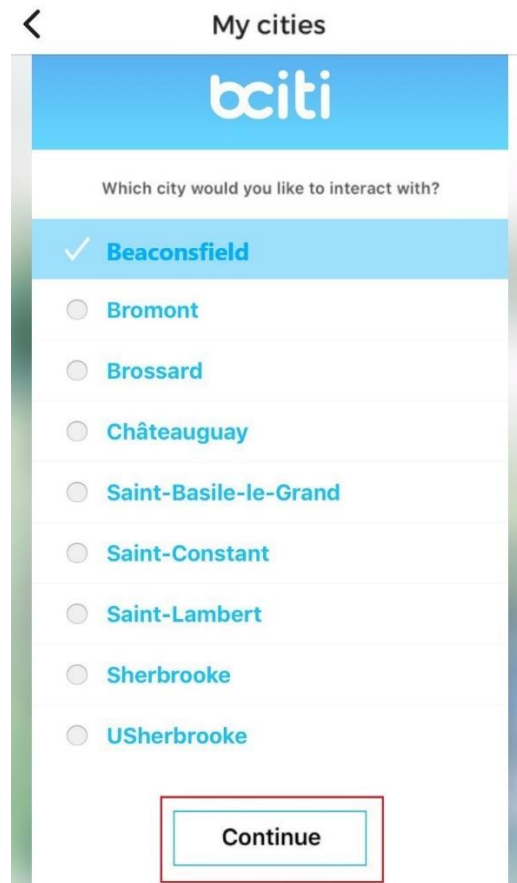 My cities
bciti
Which city would you like to interact with?
Beaconsfield
Bromont
Brossard
Châteauguay
Saint-Basile-le-Grand
Saint-Constant
Saint-Lambert
Sherbrooke
USherbrooke
Continue